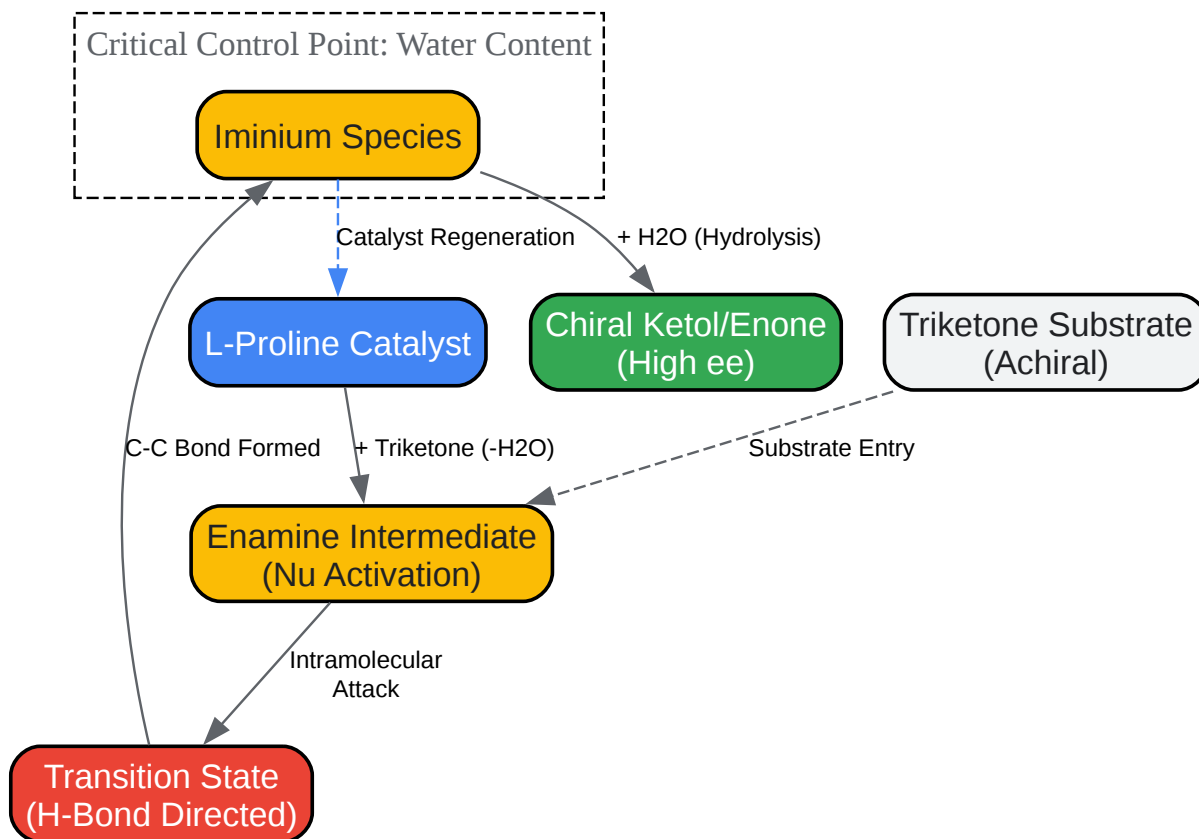 Critical Control Point: Water Content
Iminium Species
Catalyst Regeneration
+ H2O (Hydrolysis)
L-Proline Catalyst
Chiral Ketol/Enone
(High ee)
Triketone Substrate
(Achiral)
C-C Bond Formed
+ Triketone (-H2O)
Substrate Entry
Enamine Intermediate
(Nu Activation)
Intramolecular
Attack
Transition State
(H-Bond Directed)